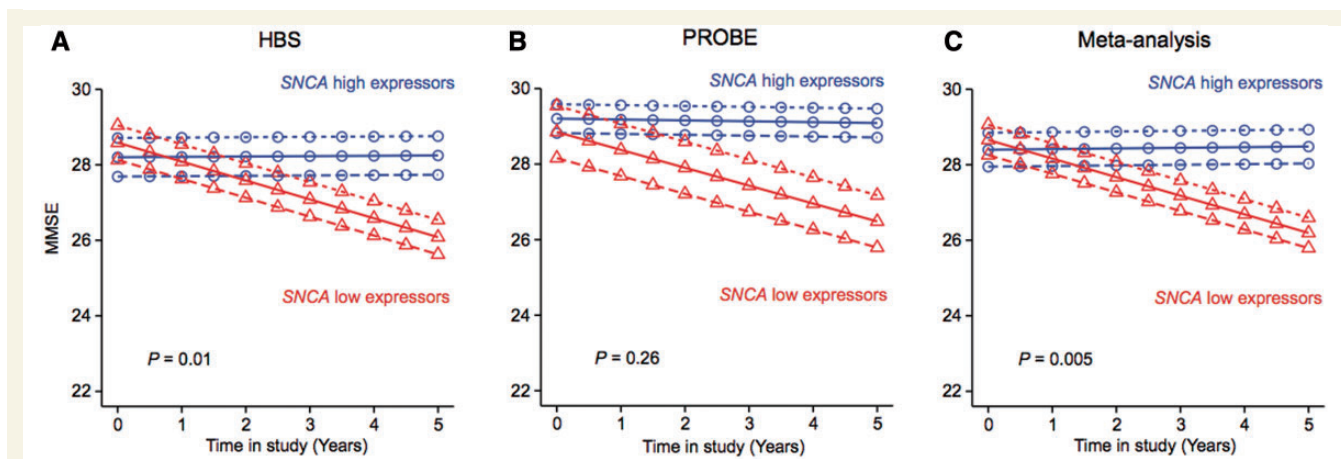 A
HBS
SNCA high expressors
30
28
26
24
22
MMSE
SNCA low expressors
P = 0.01
0 1 2 3 4 5
Time in study (Years)
B
PROBE
SNCA high expressors
30
28
26
24
22
SNCA low expressors
P = 0.26
0 1 2 3 4 5
Time in study (Years)
C
Meta-analysis
SNCA high expressors
30
28
26
24
22
SNCA low expressors
P = 0.005
0 1 2 3 4 5
Time in study (Years)